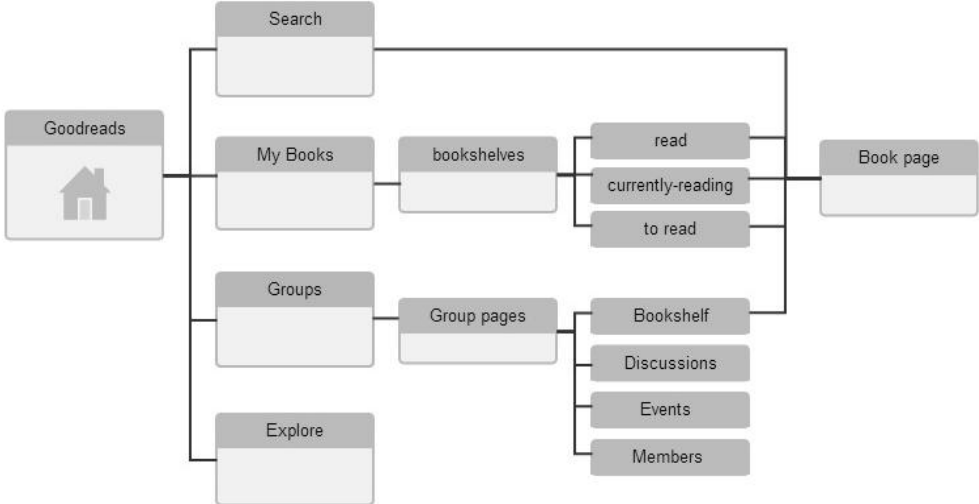 Search
Goodreads
My Books
bookshelves
read
currently-reading
to read
Book page
Groups
Group pages
Bookshelf
Discussions
Events
Members
Explore